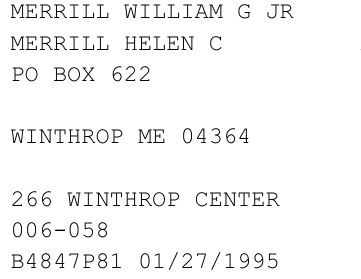 MERRILL WILLIAM G JR
MERRILL HELEN C
PO BOX 622
WINTHROP ME 04364
266 WINTHROP CENTER
006-058
B4847P81 01/27/1995